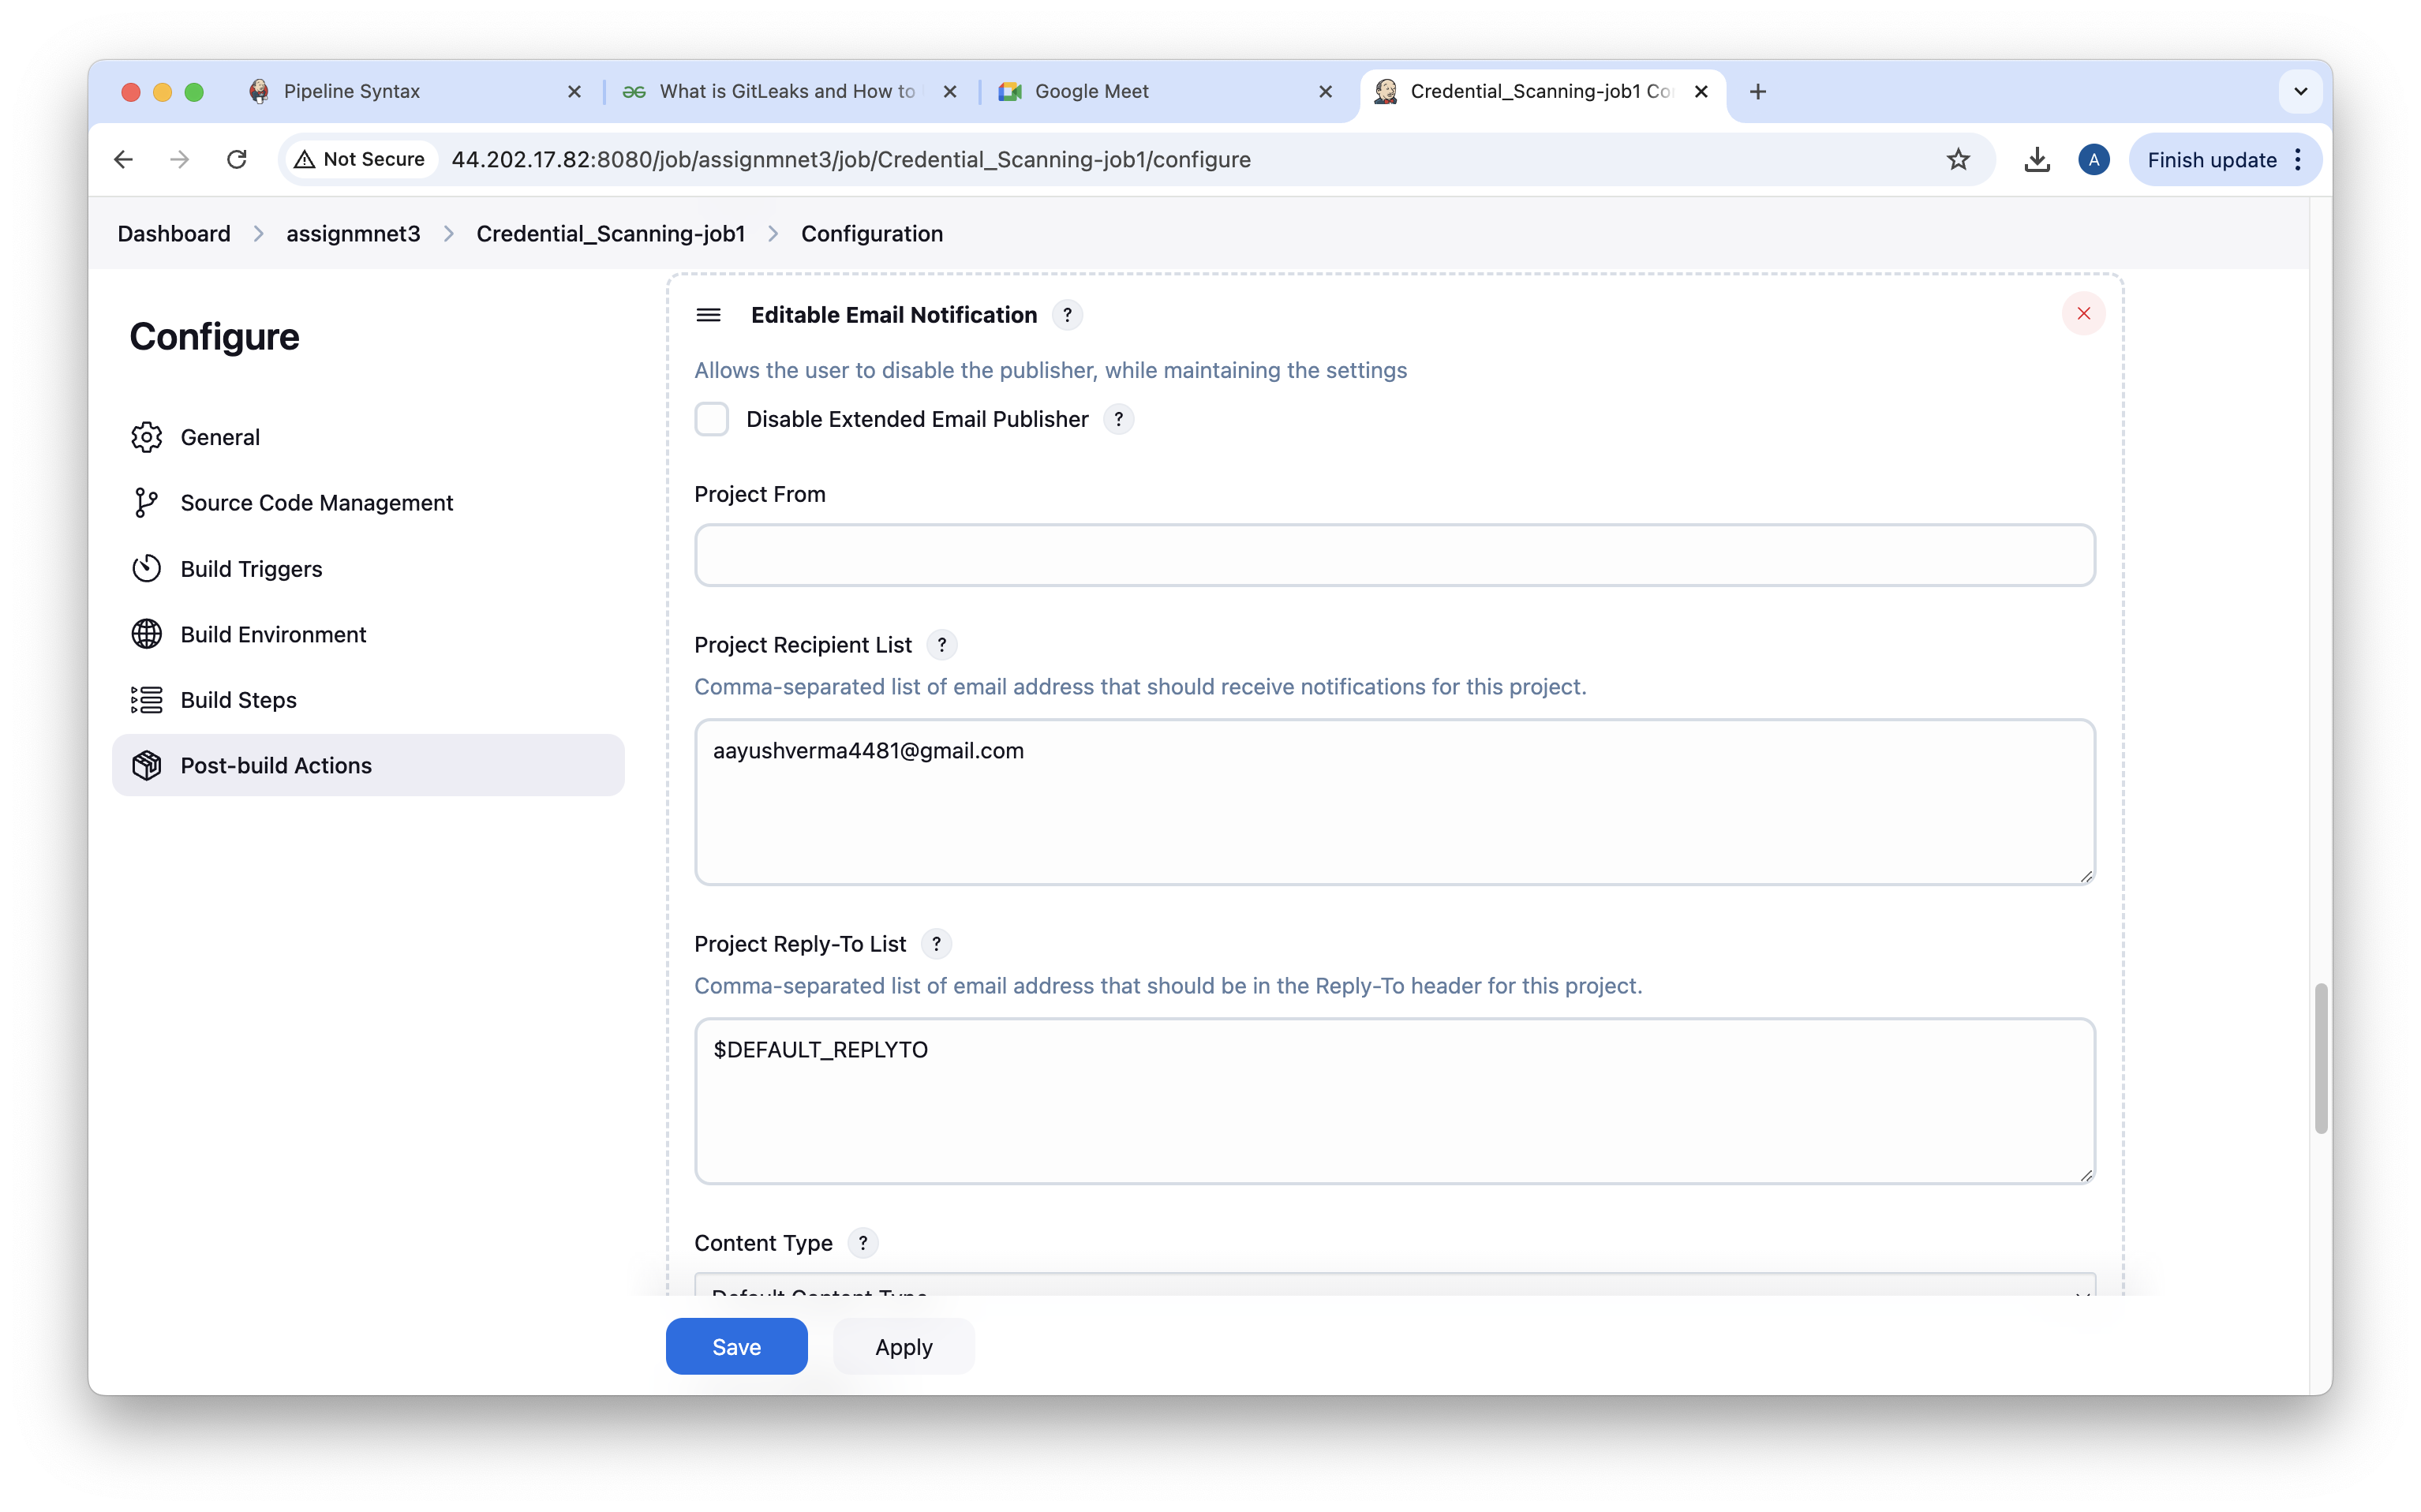 Pipeline Syntax
What is GitLeaks and How to
Google Meet
Credential_Scanning-job1 Co
Not Secure
44.202.17.82:8080/job/assignmnet3/job/Credential_Scanning-job1/configure
A
Finish update
Dashboard
assignmnet3
Credential_Scanning-job1
Configuration
Configure
General
Source Code Management
Build Triggers
Build Environment
Build Steps
Post-build Actions
Editable Email Notification ?
Allows the user to disable the publisher, while maintaining the settings
Disable Extended Email Publisher ?
Project From
Project Recipient List ?
Comma-separated list of email address that should receive notifications for this project.
aayushverma4481@gmail.com
Project Reply-To List ?
Comma-separated list of email address that should be in the Reply-To header for this project.
$DEFAULT_REPLYTO
Content Type ?
Default Content Type
Save
Apply